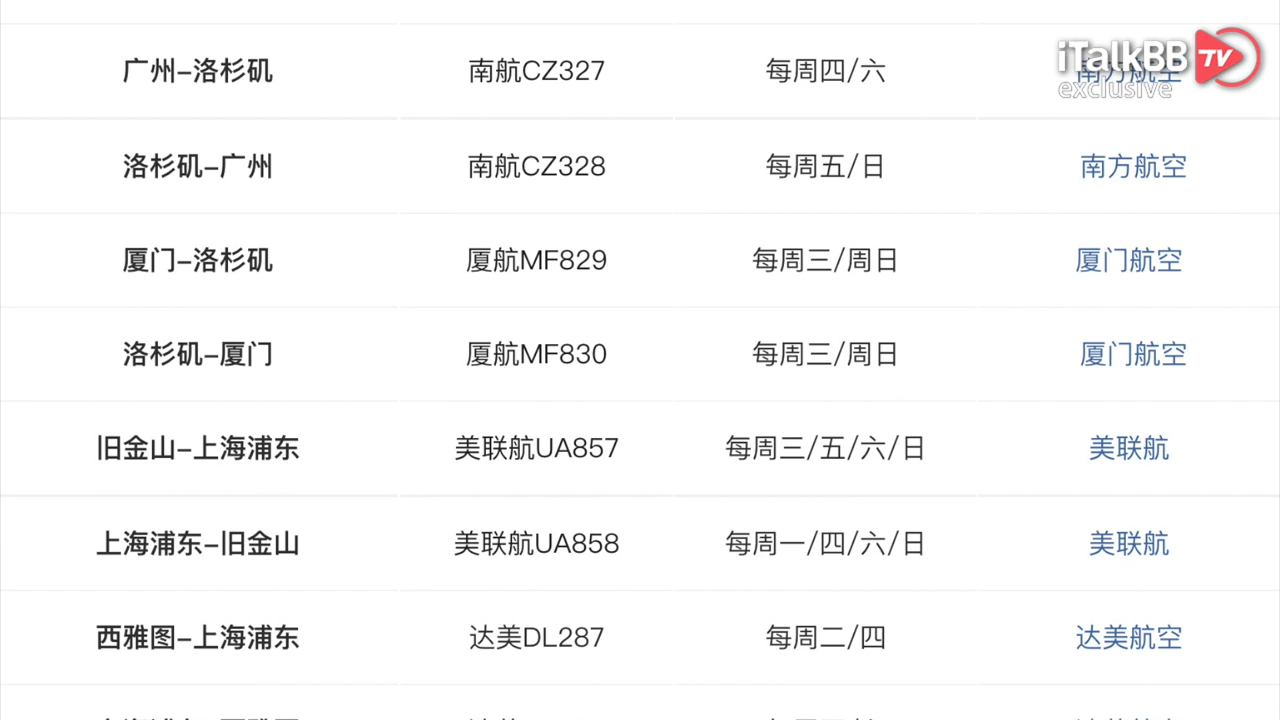 iTalkBB TV
exclusive
广州–洛杉矶 南航CZ327 每周四/六 南方航空
洛杉矶–广州 南航CZ328 每周五/日 南方航空
厦门–洛杉矶 厦航MF829 每周三/周日 厦门航空
洛杉矶–厦门 厦航MF830 每周三/周日 厦门航空
旧金山–上海浦东 美联航UA857 每周三/五/六/日 美联航
上海浦东–旧金山 美联航UA858 每周一/四/六/日 美联航
西雅图–上海浦东 达美DL287 每周二/四 达美航空